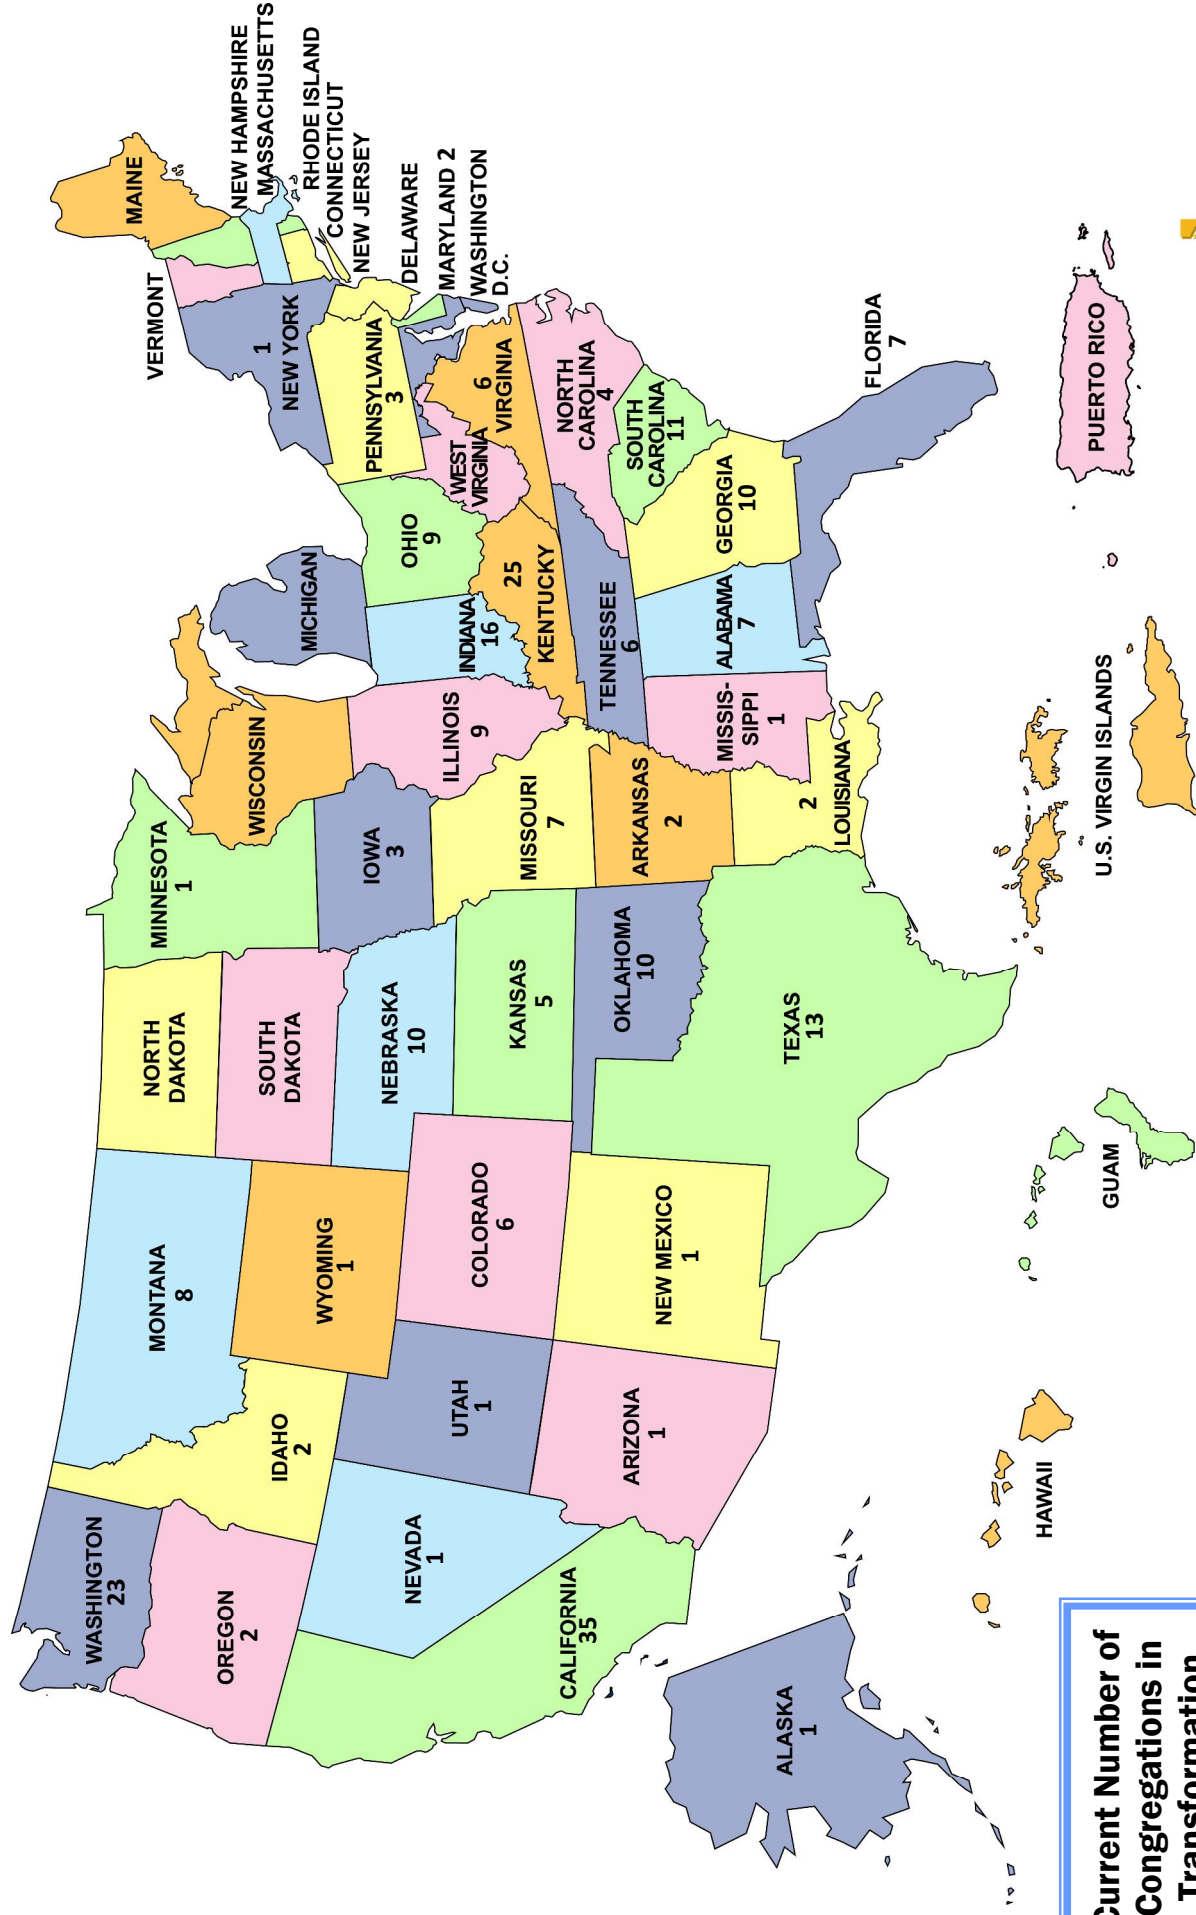 WASHINGTON
23
OREGON
2
CALIFORNIA
35
NEVADA
1
IDAHO
2
MONTANA
8
WYOMING
1
UTAH
1
ARIZONA
1
COLORADO
6
NEW MEXICO
1
NORTH
DAKOTA
SOUTH
DAKOTA
NEBRASKA
10
KANSAS
5
OKLAHOMA
10
TEXAS
13
MINNESOTA
1
IOWA
3
MISSOURI
7
ARKANSAS
2
2
LOUISIANA
WISCONSIN
ILLINOIS
9
MICHIGAN
INDIANA
16
OHIO
9
25
KENTUCKY
TENNESSEE
6
MISSIS-
SIPPI
1
ALABAMA
7
GEORGIA
10
FLORIDA
7
SOUTH
CAROLINA
11
NORTH
CAROLINA
4
6
VIRGINIA
WEST
VIRGINIA
PENNSYLVANIA
3
1
NEW YORK
VERMONT
MAINE
NEW HAMPSHIRE
MASSACHUSETTS
RHODE ISLAND
CONNECTICUT
NEW JERSEY
DELAWARE
MARYLAND 2
WASHINGTON
D.C.
ALASKA
1
HAWAII
GUAM
U.S. VIRGIN ISLANDS
PUERTO RICO
Current Number of
Congregations in
Transformation